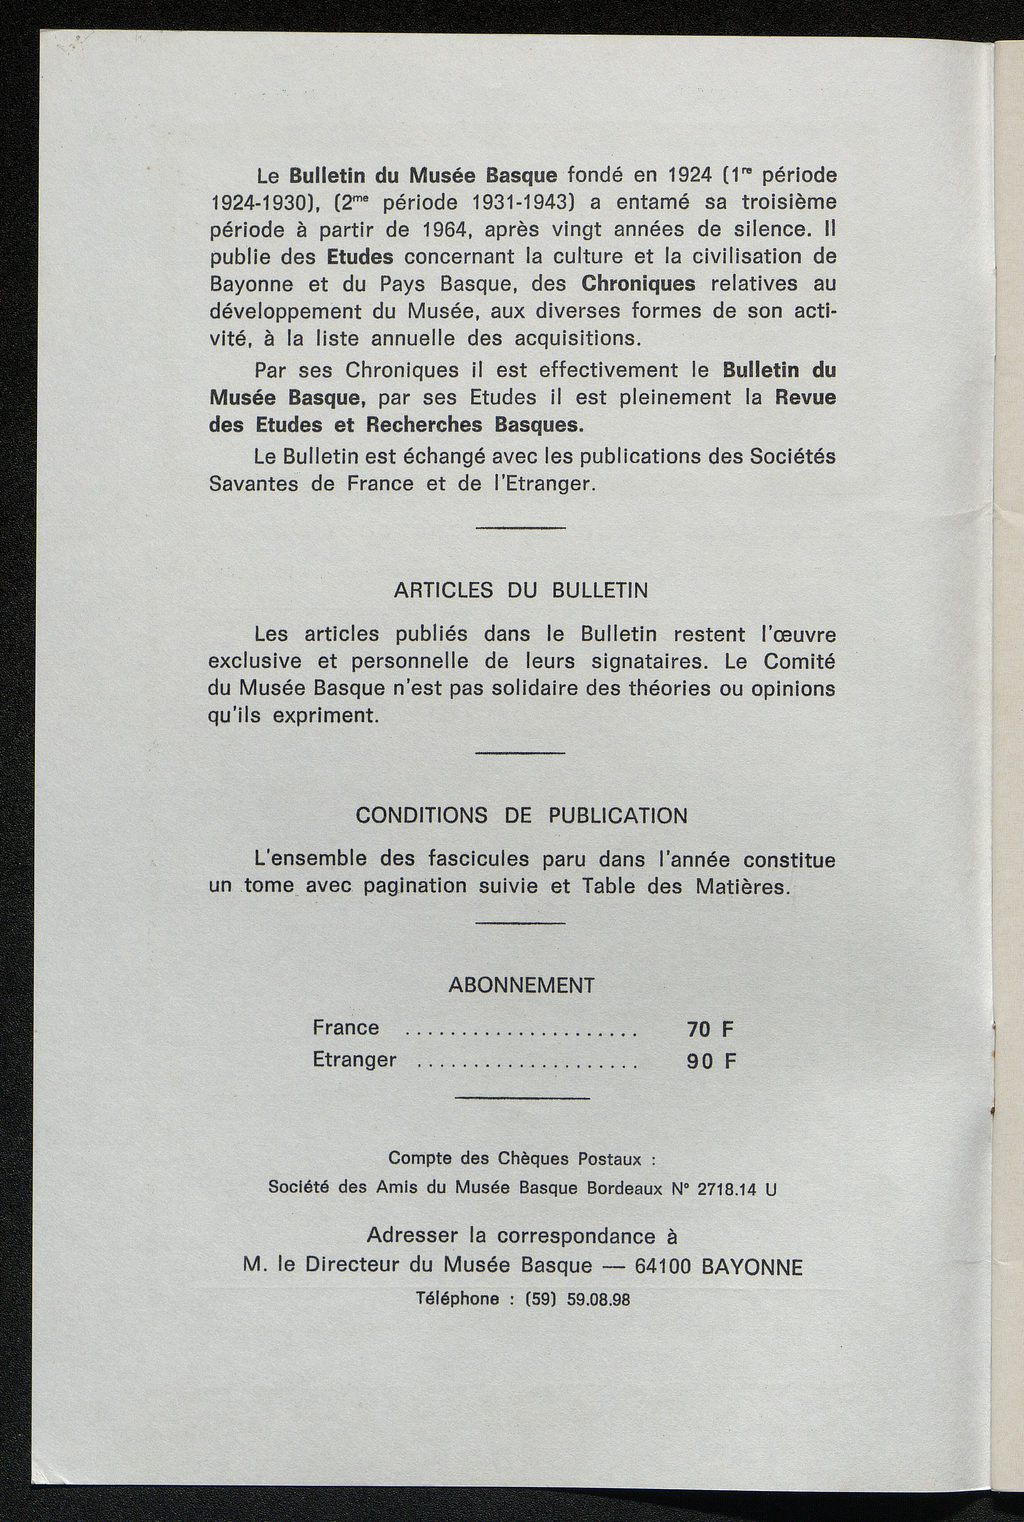 Le Bulletin du Musée Basque fondé en 1924 (1re période
1924-1930), (2me période 1931-1943) a entamé sa troisième
période à partir de 1964, après vingt années de silence. Il
publie des Etudes concernant la culture et la civilisation de
Bayonne et du Pays Basque, des Chroniques relatives au
développement du Musée, aux diverses formes de son acti-
vité, à la liste annuelle des acquisitions.
Par ses Chroniques il est effectivement le Bulletin du
Musée Basque, par ses Etudes il est pleinement la Revue
des Etudes et Recherches Basques.
Le Bulletin est échangé avec les publications des Sociétés
Savantes de France et de l'Etranger.
ARTICLES DU BULLETIN
Les articles publiés dans le Bulletin restent l'œuvre
exclusive et personnelle de leurs signataires. Le Comité
du Musée Basque n'est pas solidaire des théories ou opinions
qu'ils expriment.
CONDITIONS DE PUBLICATION
L'ensemble des fascicules paru dans l'année constitue
un tome avec pagination suivie et Table des Matières.
ABONNEMENT
France ..................... 70 F
Etranger .................... 90 F
Compte des Chèques Postaux :
Société des Amis du Musée Basque Bordeaux N° 2718.14 U
Adresser la correspondance à
M. le Directeur du Musée Basque — 64100 BAYONNE
Téléphone : (59) 59.08.98